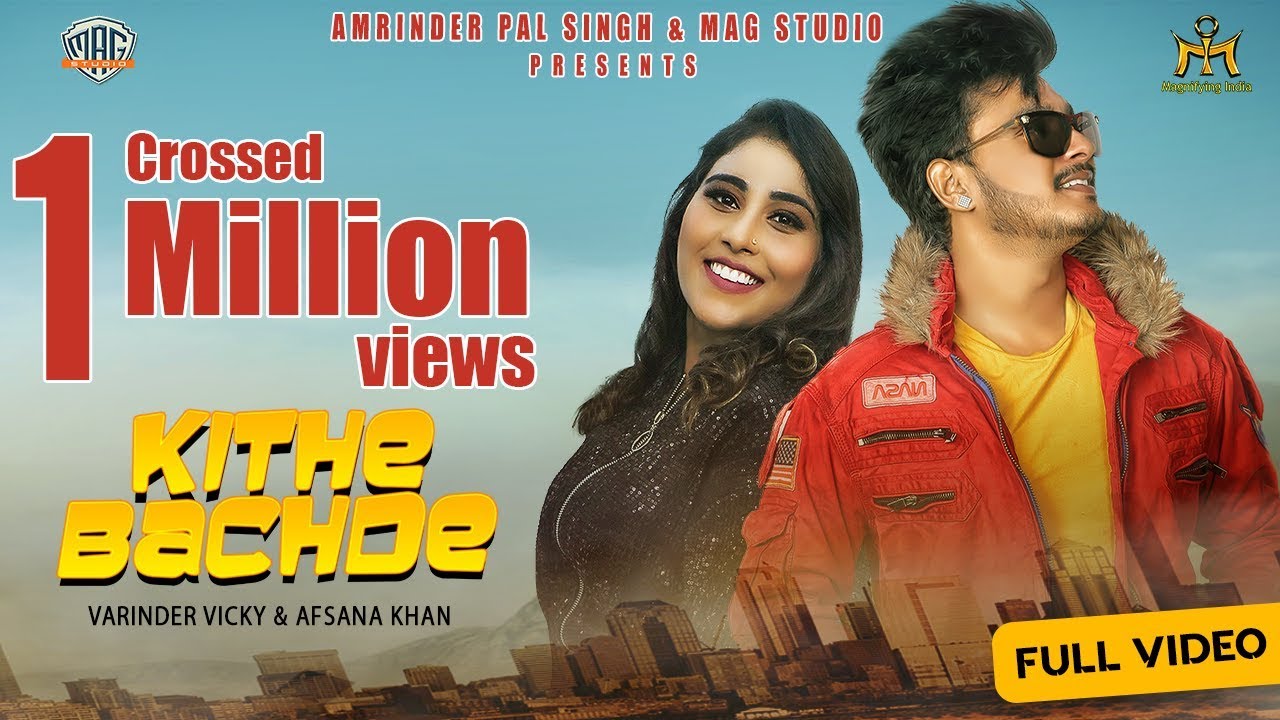 AMRINDER PAL SINGH & MAG STUDIO
PRESENTS
MAG
STUDIO
Magnifying India
1
Crossed
Million
views
KITHE
BACHDE
VARINDER VICKY & AFSANA KHAN
FULL VIDEO